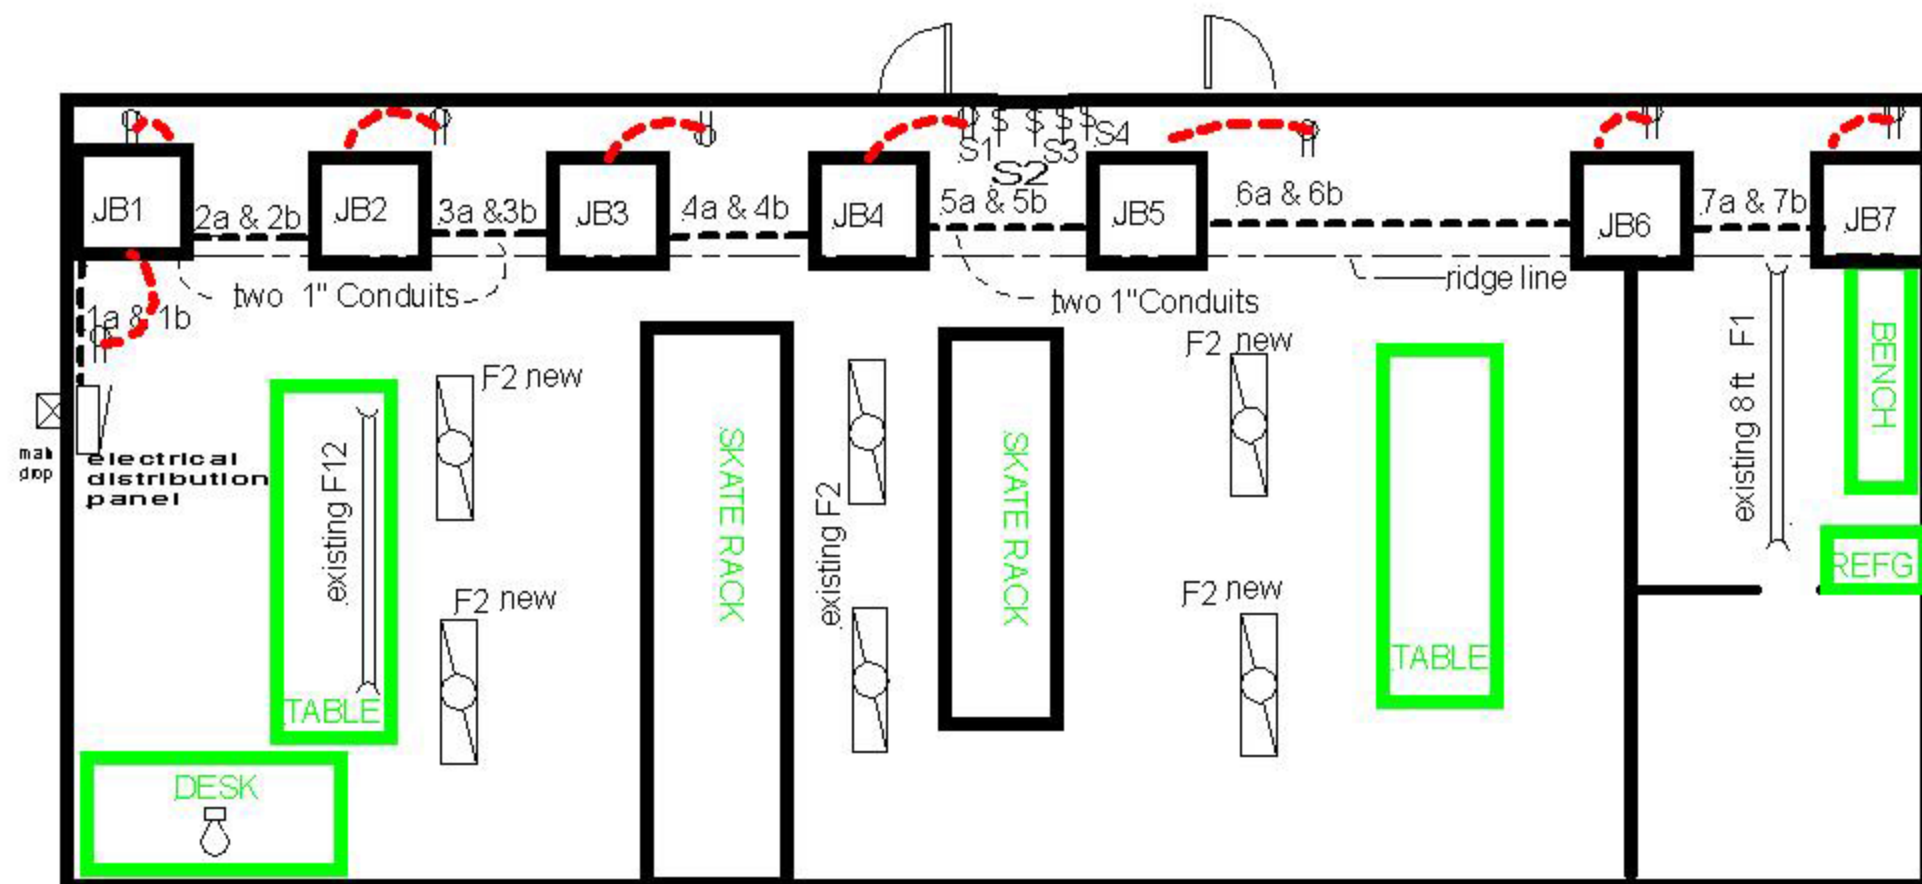 S1
S2
S3
S4
JB1
2a & 2b
JB2
3a &3b
JB3
4a & 4b
JB4
5a & 5b
JB5
6a & 6b
JB6
7a & 7b
JB7
two 1" Conduits
two 1"Conduits
ridge line
1a & 1b
F2 new
F2 new
existing F12
existing F2
SKATE RACK
SKATE RACK
existing 8 ft F1
BENCH
main
drop
electrical
distribution
panel
REFG
F2 new
F2 new
TABLE
TABLE
DESK